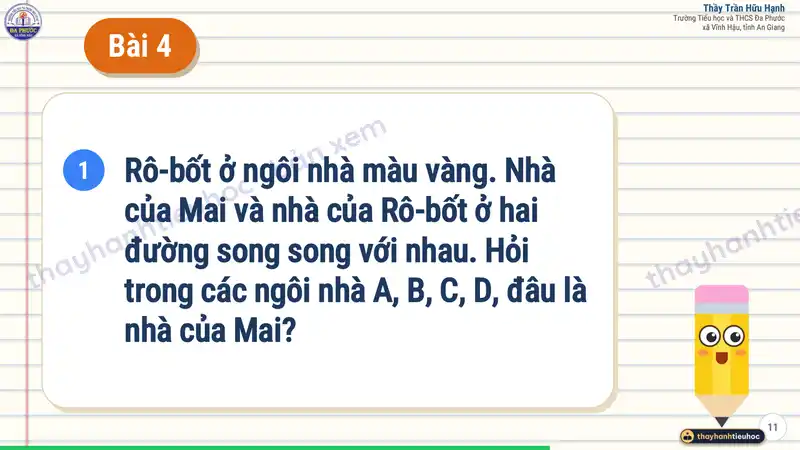 Thầy Trần Hữu Hạnh
Trường Tiểu học và THCS Đa Phước
xã Vĩnh Hậu, tỉnh An Giang
ĐA PHƯỚC
Bài 4
1
Rô-bốt ở ngôi nhà màu vàng. Nhà
của Mai và nhà của Rô-bốt ở hai
đường song song với nhau. Hỏi
trong các ngôi nhà A, B, C, D, đâu là
nhà của Mai?
thayhanhtieuhoc
11